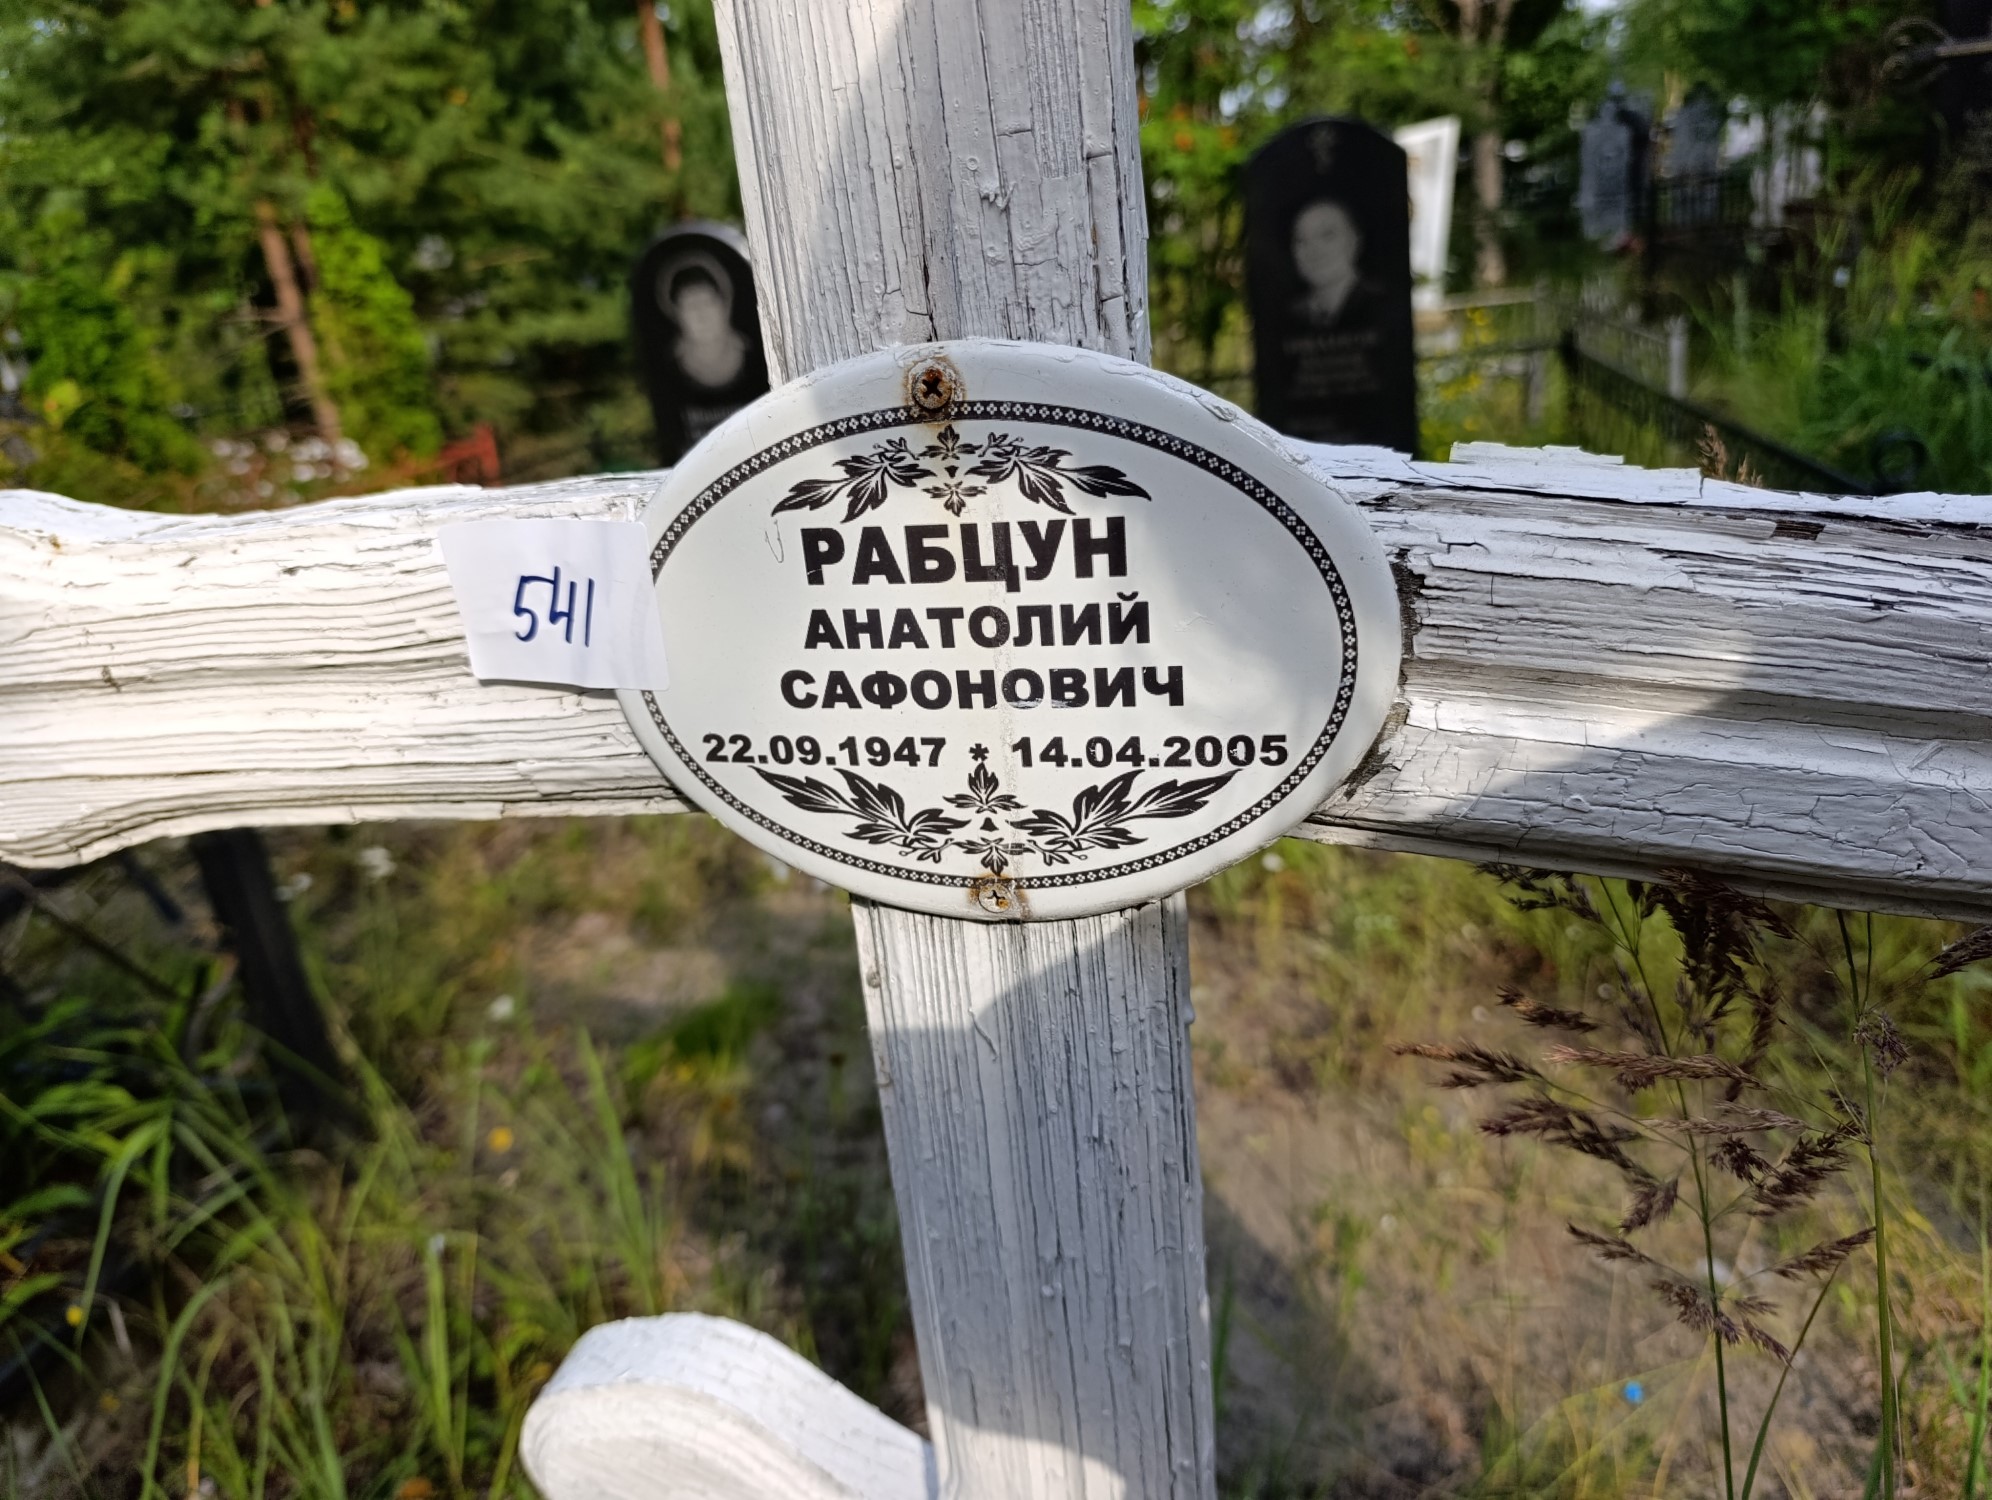 541
РАБЦУН
АНАТОЛИЙ
САФОНОВИЧ
22.09.1947 * 14.04.2005